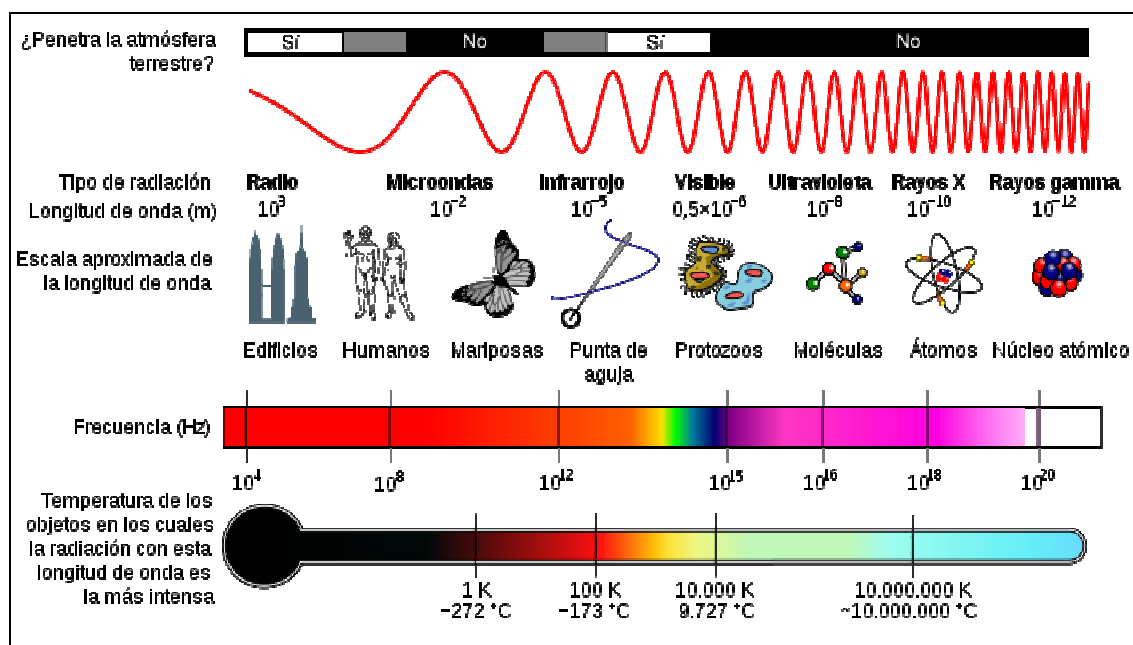 ¿Penetra la atmósfera
terrestre?
Sí No Sí No
Tipo de radiación Radio Microondas Infrarrojo Visible Ultravioleta Rayos X Rayos gamma
Longitud de onda (m) 10³ 10⁻² 10⁻⁵ 0,5×10⁻⁶ 10⁻⁸ 10⁻¹⁰ 10⁻¹²
Escala aproximada de
la longitud de onda
Edificios Humanos Mariposas Punta de aguja Protozoos Moléculas Átomos Núcleo atómico
Frecuencia (Hz)
10⁴ 10⁸ 10¹² 10¹⁵ 10¹⁶ 10¹⁸ 10²⁰
Temperatura de los
objetos en los cuales
la radiación con esta
longitud de onda es
la más intensa
1 K 100 K 10.000 K 10.000.000 K
−272 °C −173 °C 9.727 °C ~10.000.000 °C